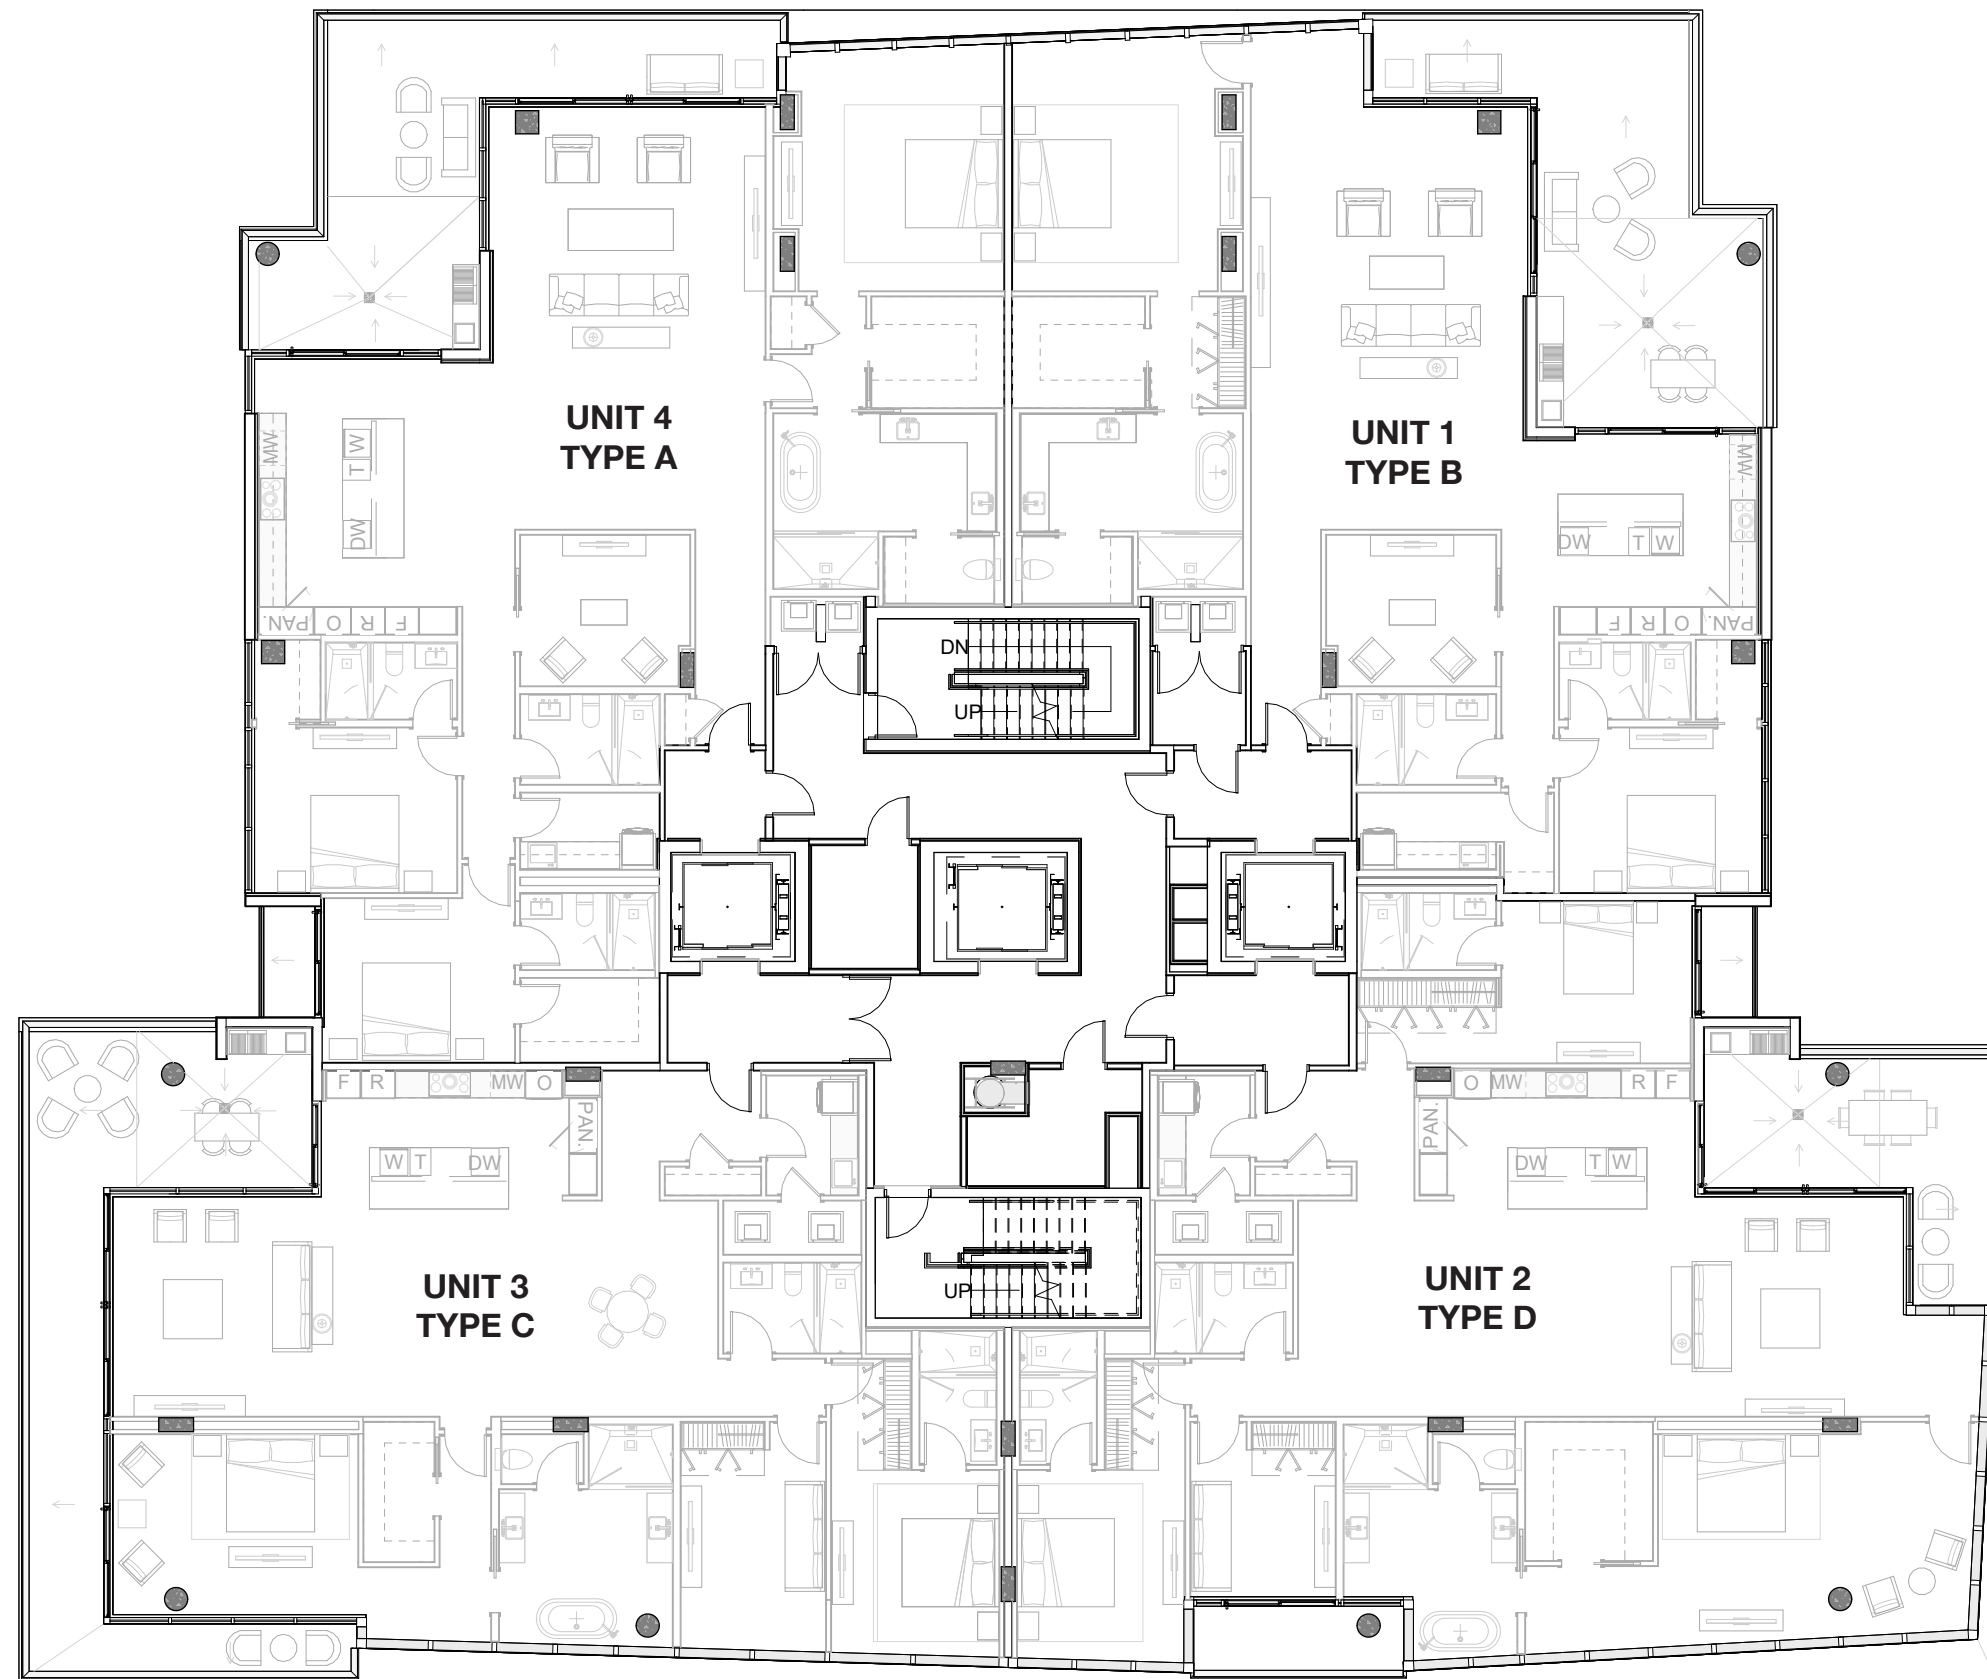 UNIT 4
TYPE A
UNIT 1
TYPE B
MW
T W
DW
MW
DW
T W
PAN. O R F
F R O PAN.
DN
UP
F R MW O
PAN.
W T DW
O MW R F
PAN.
DW T W
UNIT 3
TYPE C
UP
UNIT 2
TYPE D